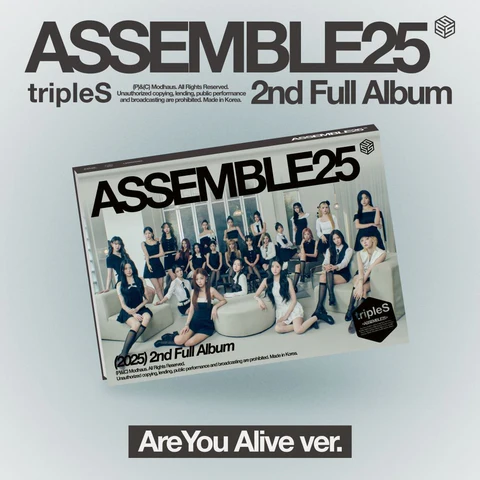 ASSEMBLE25
tripleS
(P)&(C) Modhaus. All Rights Reserved.
Unauthorized copying, lending, public performance
and broadcasting are prohibited. Made in Korea.
2nd Full Album
ASSEMBLE25
ASSEMBLE25
tripleS
(2025) 2nd Full Album
(P)&(C) Modhaus. All Rights Reserved.
Unauthorized copying, lending, public performance and broadcasting are prohibited. Made in Korea.
AreYou Alive ver.